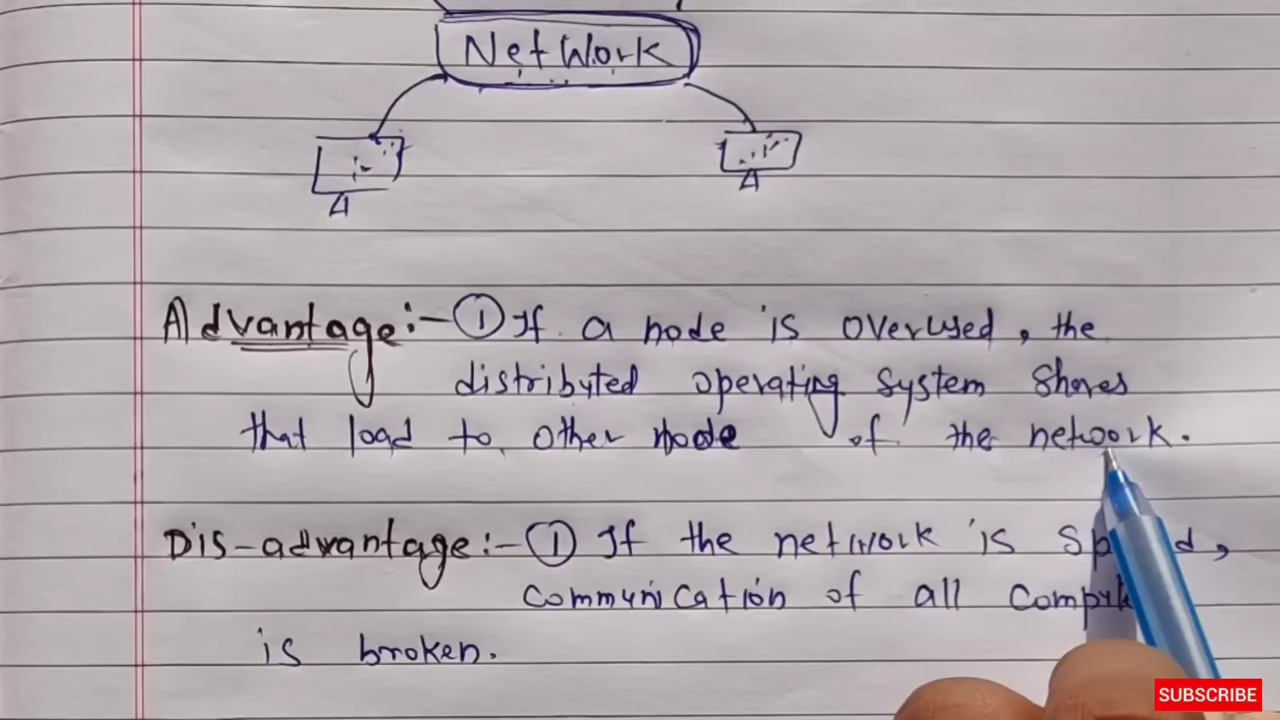 Network
Advantage:- ① If a node is overused, the
distributed operating system shares
that load to other node of the network.
Dis-advantage:- ① If the network is
communication of all
is broken.
SUBSCRIBE